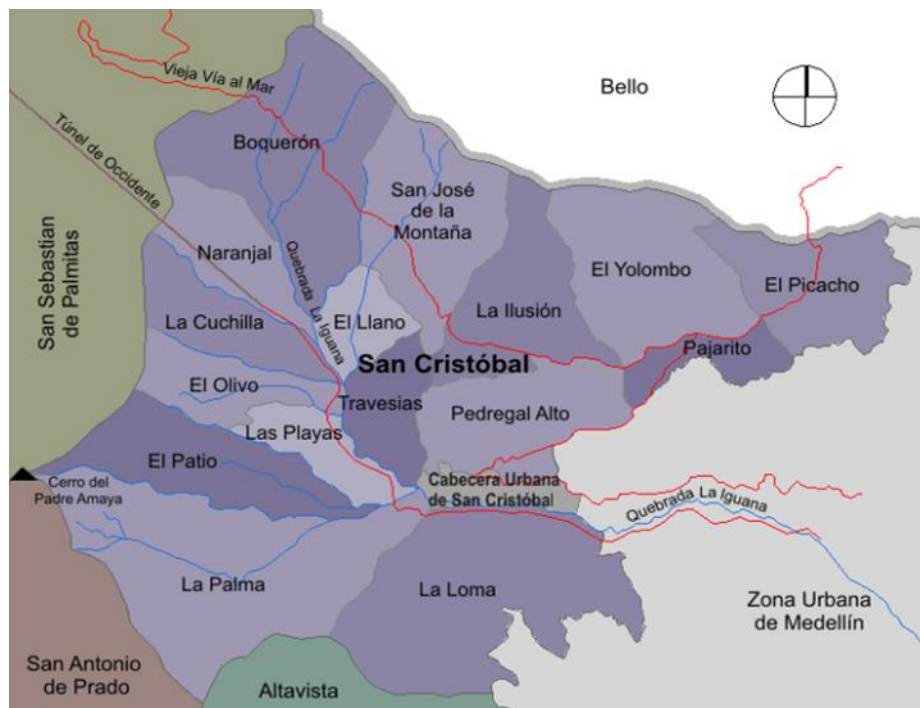 Bello
Vieja Vía al Mar
Túnel de Occidente
Boquerón
San José
de la
Montaña
San Sebastian
de Palmitas
Naranjal
Quebrada La Iguana
El Yolombo
El Picacho
La Cuchilla
El Llano
La Ilusión
Pajarito
San Cristóbal
El Olivo
Travesias
Pedregal Alto
Las Playas
El Patio
Cerro del
Padre Amaya
Cabecera Urbana
de San Cristóbal
Quebrada La Iguana
La Palma
La Loma
Zona Urbana
de Medellín
San Antonio
de Prado
Altavista